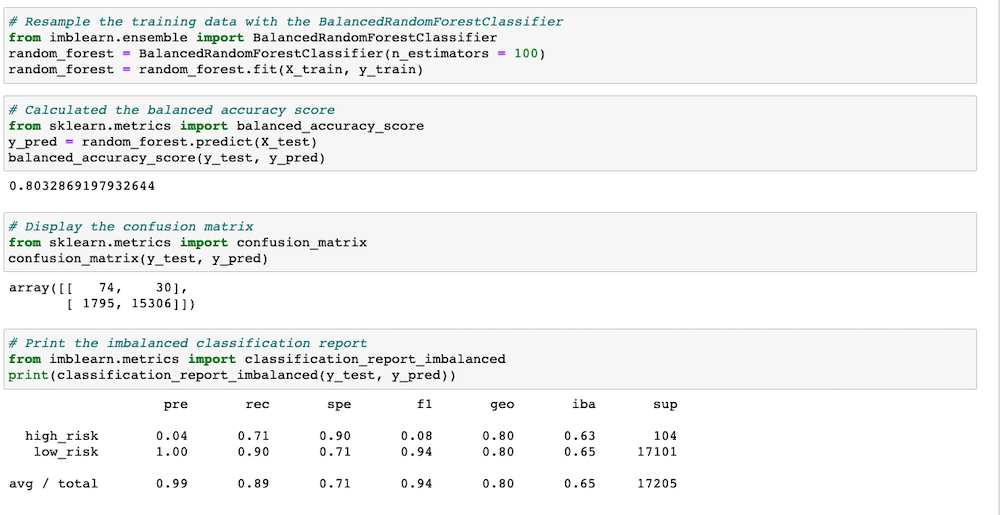 # Resample the training data with the BalancedRandomForestClassifier
from imblearn.ensemble import BalancedRandomForestClassifier
random_forest = BalancedRandomForestClassifier(n_estimators = 100)
random_forest = random_forest.fit(X_train, y_train)
# Calculated the balanced accuracy score
from sklearn.metrics import balanced_accuracy_score
y_pred = random_forest.predict(X_test)
balanced_accuracy_score(y_test, y_pred)
0.8032869197932644
# Display the confusion matrix
from sklearn.metrics import confusion_matrix
confusion_matrix(y_test, y_pred)
array([[   74,    30],
       [ 1795, 15306]])
# Print the imbalanced classification report
from imblearn.metrics import classification_report_imbalanced
print(classification_report_imbalanced(y_test, y_pred))
                   pre       rec       spe        f1       geo       iba       sup
  high_risk       0.04      0.71      0.90      0.08      0.80      0.63       104
   low_risk       1.00      0.90      0.71      0.94      0.80      0.65     17101
avg / total       0.99      0.89      0.71      0.94      0.80      0.65     17205